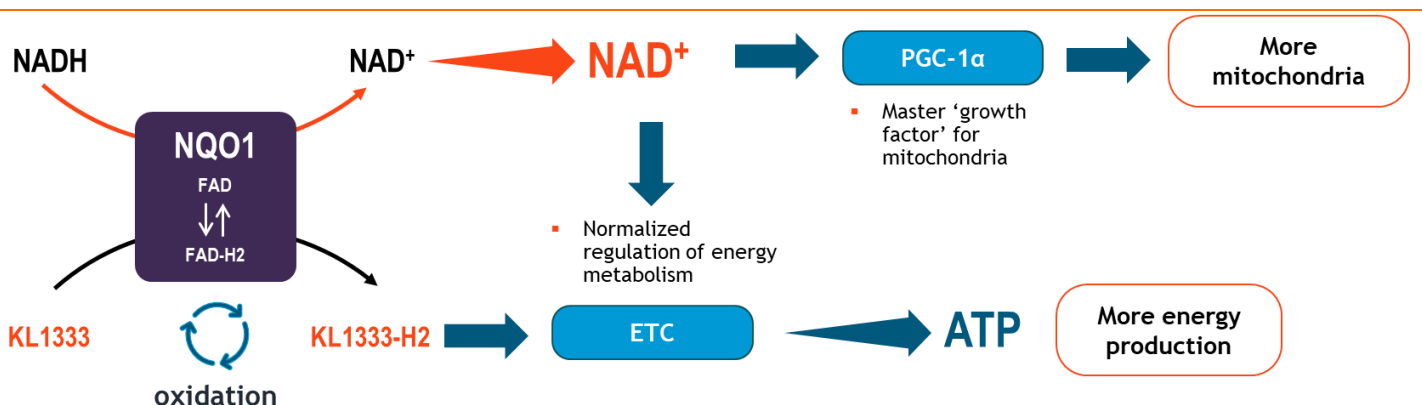 NADH
NAD⁺
NAD⁺
PGC-1α
More
mitochondria
▪ Master ‘growth
factor’ for
mitochondria
NQO1
FAD
↓↑
FAD-H2
▪ Normalized
regulation of energy
metabolism
KL1333
KL1333-H2
ETC
ATP
More energy
production
oxidation